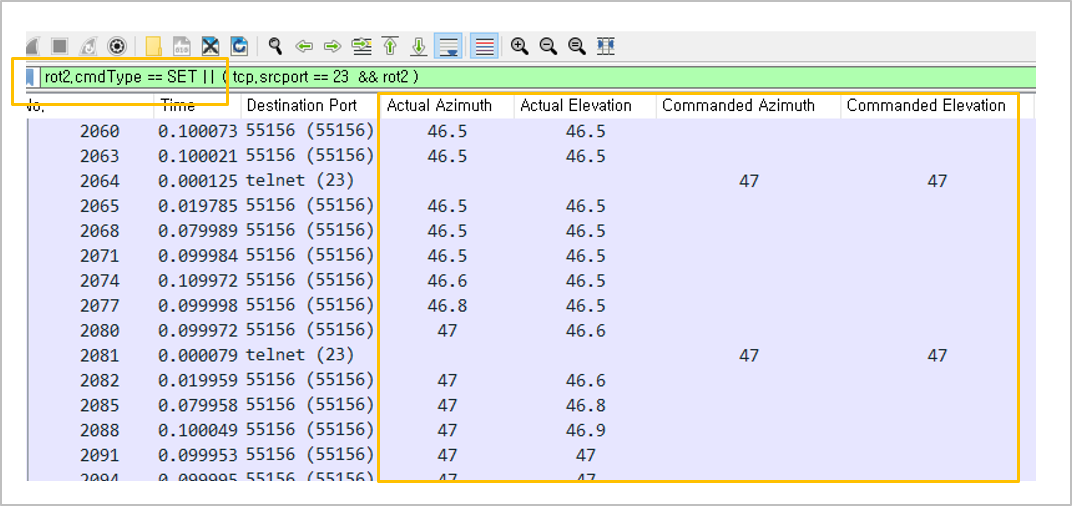 rot2,cmdType == SET || ( tcp,srcport == 23 && rot2 )
No. Time Destination Port Actual Azimuth Actual Elevation Commanded Azimuth Commanded Elevation
2060 0.100073 55156 (55156) 46.5 46.5
2063 0.100021 55156 (55156) 46.5 46.5
2064 0.000125 telnet (23) 47 47
2065 0.019785 55156 (55156) 46.5 46.5
2068 0.079989 55156 (55156) 46.5 46.5
2071 0.099984 55156 (55156) 46.5 46.5
2074 0.109972 55156 (55156) 46.6 46.5
2077 0.099998 55156 (55156) 46.8 46.5
2080 0.099972 55156 (55156) 47 46.6
2081 0.000079 telnet (23) 47 47
2082 0.019959 55156 (55156) 47 46.6
2085 0.079958 55156 (55156) 47 46.8
2088 0.100049 55156 (55156) 47 46.9
2091 0.099953 55156 (55156) 47 47
2094 0.099995 55156 (55156) 47 47